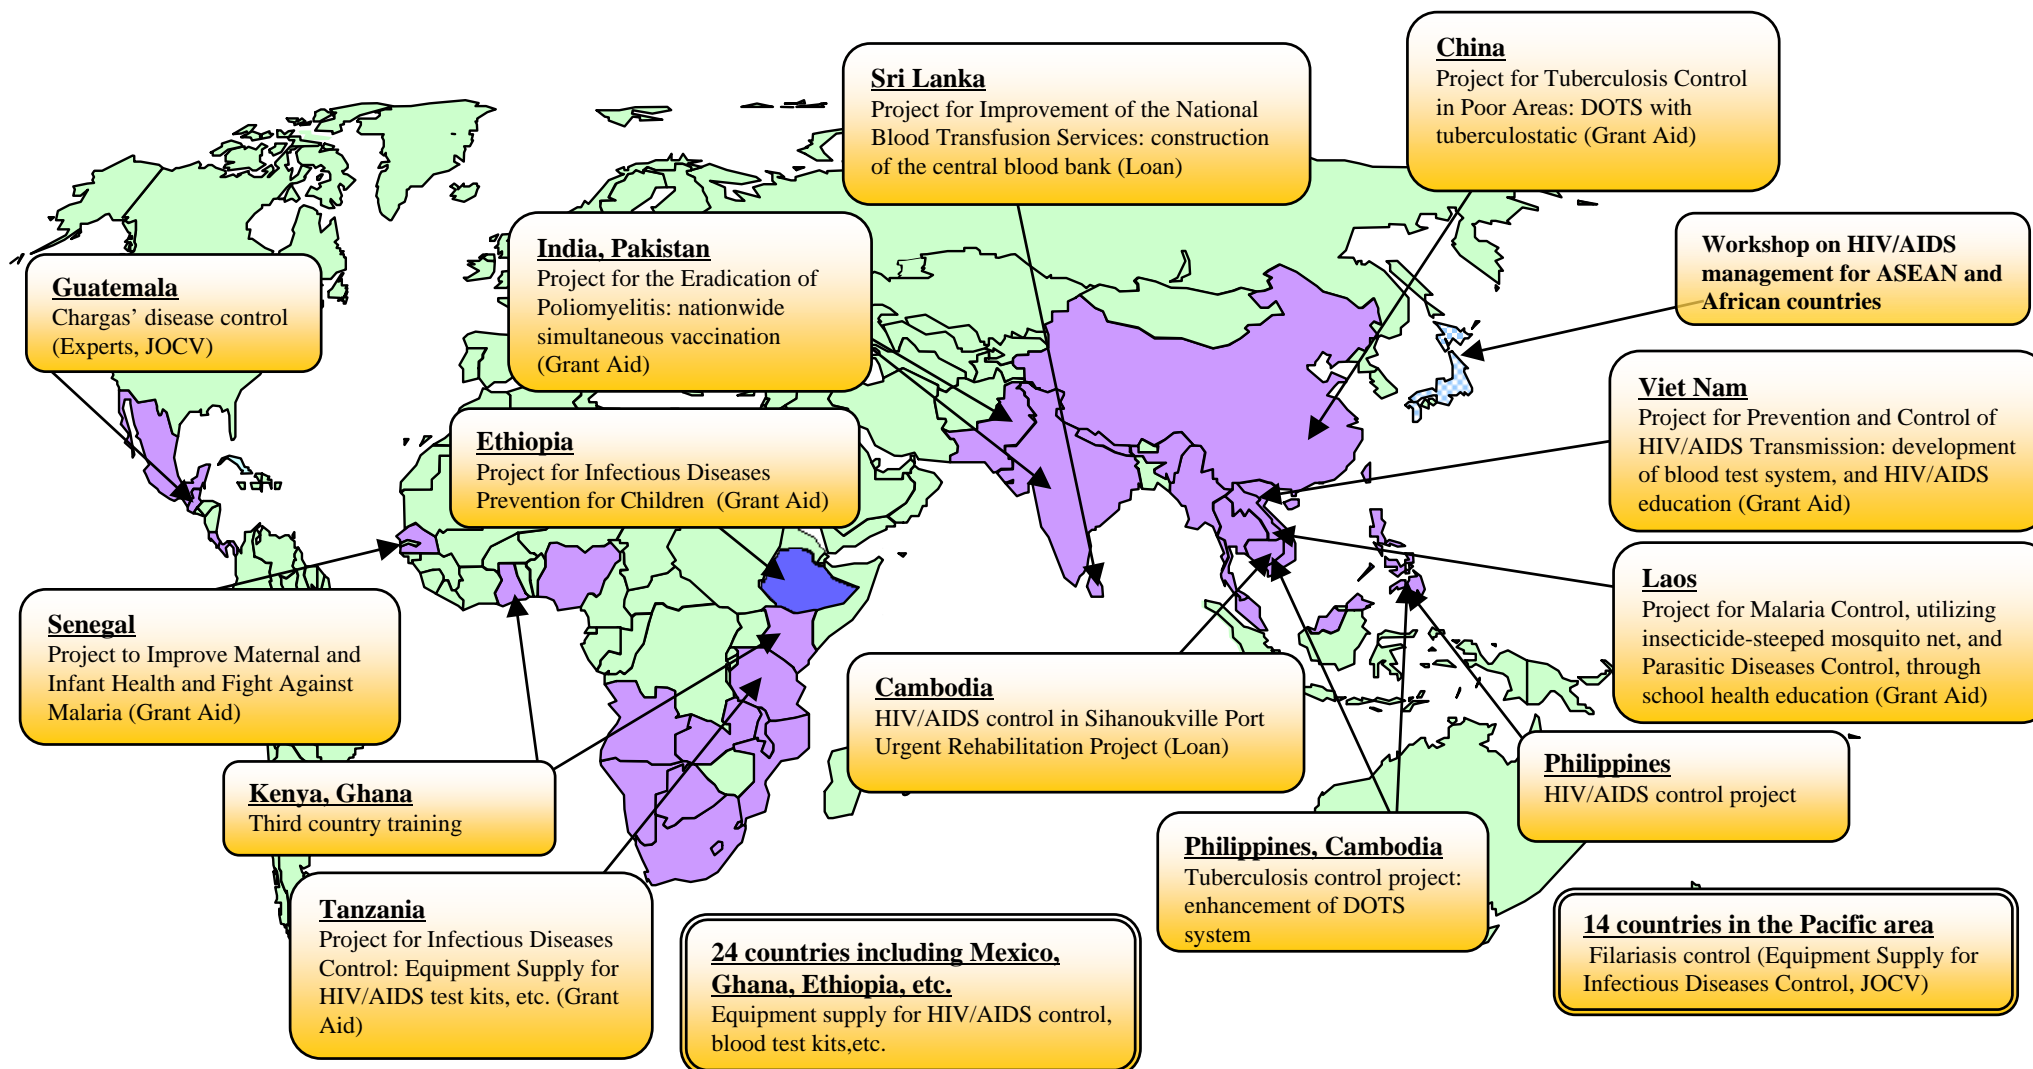 Sri Lanka
Project for Improvement of the National
Blood Transfusion Services: construction
of the central blood bank (Loan)
China
Project for Tuberculosis Control
in Poor Areas: DOTS with
tuberculostatic (Grant Aid)
Guatemala
Chargas’ disease control
(Experts, JOCV)
India, Pakistan
Project for the Eradication of
Poliomyelitis: nationwide
simultaneous vaccination
(Grant Aid)
Workshop on HIV/AIDS
management for ASEAN and
African countries
Ethiopia
Project for Infectious Diseases
Prevention for Children  (Grant Aid)
Viet Nam
Project for Prevention and Control of
HIV/AIDS Transmission: development
of blood test system, and HIV/AIDS
education (Grant Aid)
Senegal
Project to Improve Maternal and
Infant Health and Fight Against
Malaria (Grant Aid)
Laos
Project for Malaria Control, utilizing
insecticide-steeped mosquito net, and
Parasitic Diseases Control, through
school health education (Grant Aid)
Cambodia
HIV/AIDS control in Sihanoukville Port
Urgent Rehabilitation Project (Loan)
Kenya, Ghana
Third country training
Philippines
HIV/AIDS control project
Philippines, Cambodia
Tuberculosis control project:
enhancement of DOTS
system
Tanzania
Project for Infectious Diseases
Control: Equipment Supply for
HIV/AIDS test kits, etc. (Grant
Aid)
24 countries including Mexico,
Ghana, Ethiopia, etc.
Equipment supply for HIV/AIDS control,
blood test kits,etc.
14 countries in the Pacific area
Filariasis control (Equipment Supply for
Infectious Diseases Control, JOCV)